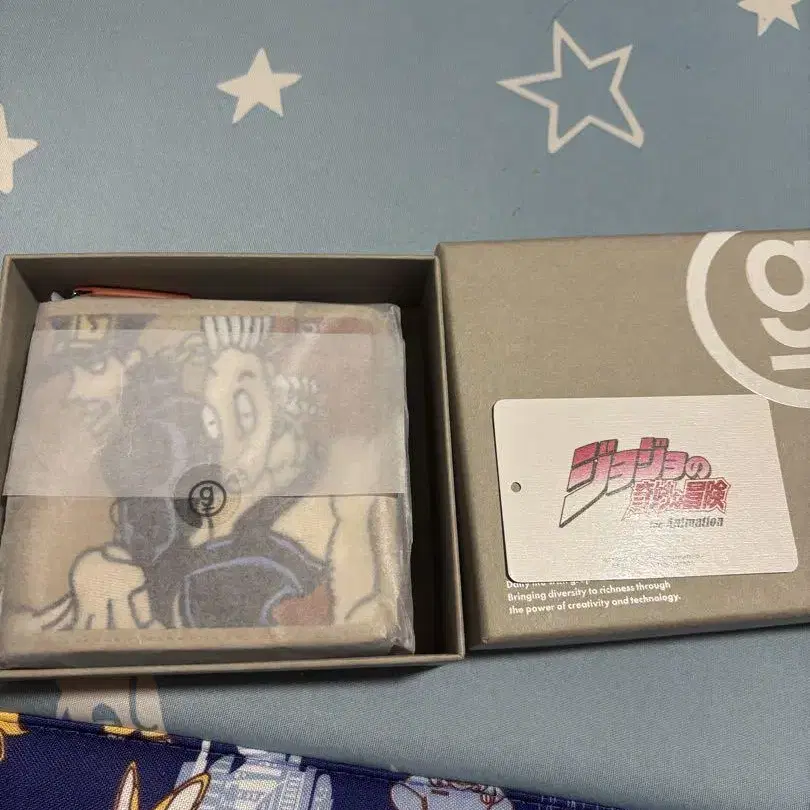 g
g
ジョジョの
奇妙な冒険
the Animation
Bringing diversity to richness through
the power of creativity and technology.